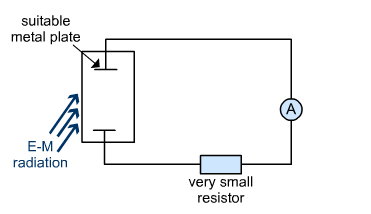 suitable
metal plate
A
E-M
radiation
very small
resistor